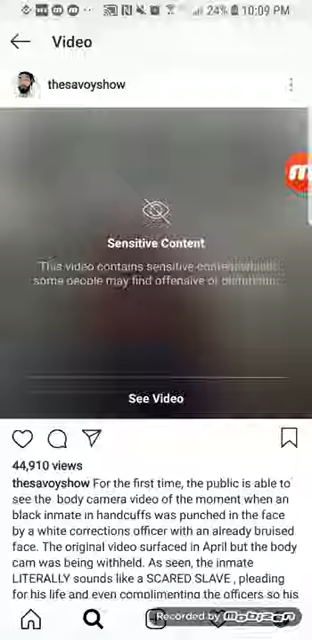 24% 10:09 PM
Video
thesavoyshow
Sensitive Content
This video contains sensitive content which
some people may find offensive or disturbing.
See Video
44,910 views
thesavoyshow For the first time, the public is able to
see the body camera video of the moment when an
black inmate in handcuffs was punched in the face
by a white corrections officer with an already bruised
face. The original video surfaced in April but the body
cam was being withheld. As seen, the inmate
LITERALLY sounds like a SCARED SLAVE , pleading
for his life and even complimenting the officers so his
Recorded by Mobizen